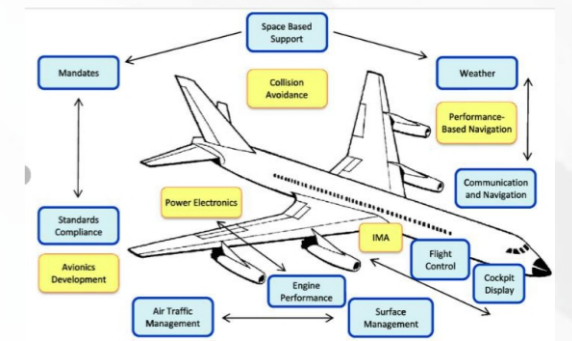 Space Based
Support
Mandates
Collision
Avoidance
Weather
Performance-
Based Navigation
Power Electronics
Communication
and Navigation
Standards
Compliance
IMA
Flight
Control
Avionics
Development
Cockpit
Display
Engine
Performance
Air Traffic
Management
Surface
Management